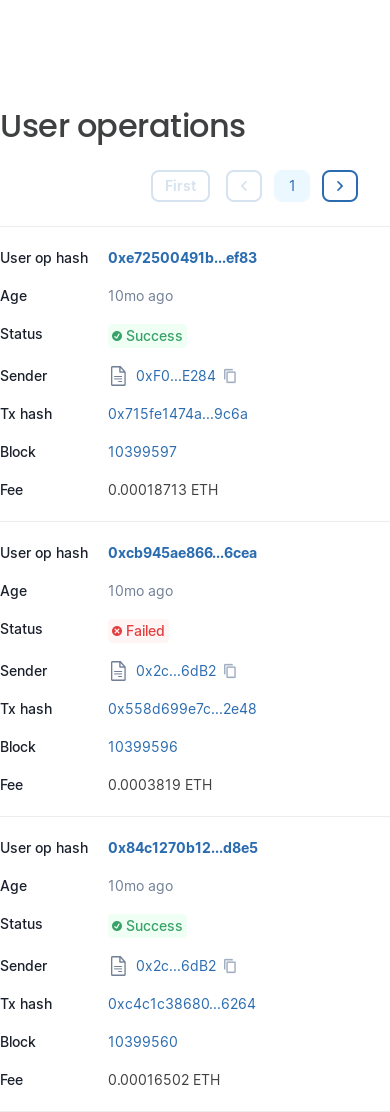 User operations
First 1
User op hash 0xe72500491b...ef83
Age 10mo ago
Status Success
Sender 0xF0...E284
Tx hash 0x715fe1474a...9c6a
Block 10399597
Fee 0.00018713 ETH
User op hash 0xcb945ae866...6cea
Age 10mo ago
Status Failed
Sender 0x2c...6dB2
Tx hash 0x558d699e7c...2e48
Block 10399596
Fee 0.0003819 ETH
User op hash 0x84c1270b12...d8e5
Age 10mo ago
Status Success
Sender 0x2c...6dB2
Tx hash 0xc4c1c38680...6264
Block 10399560
Fee 0.00016502 ETH